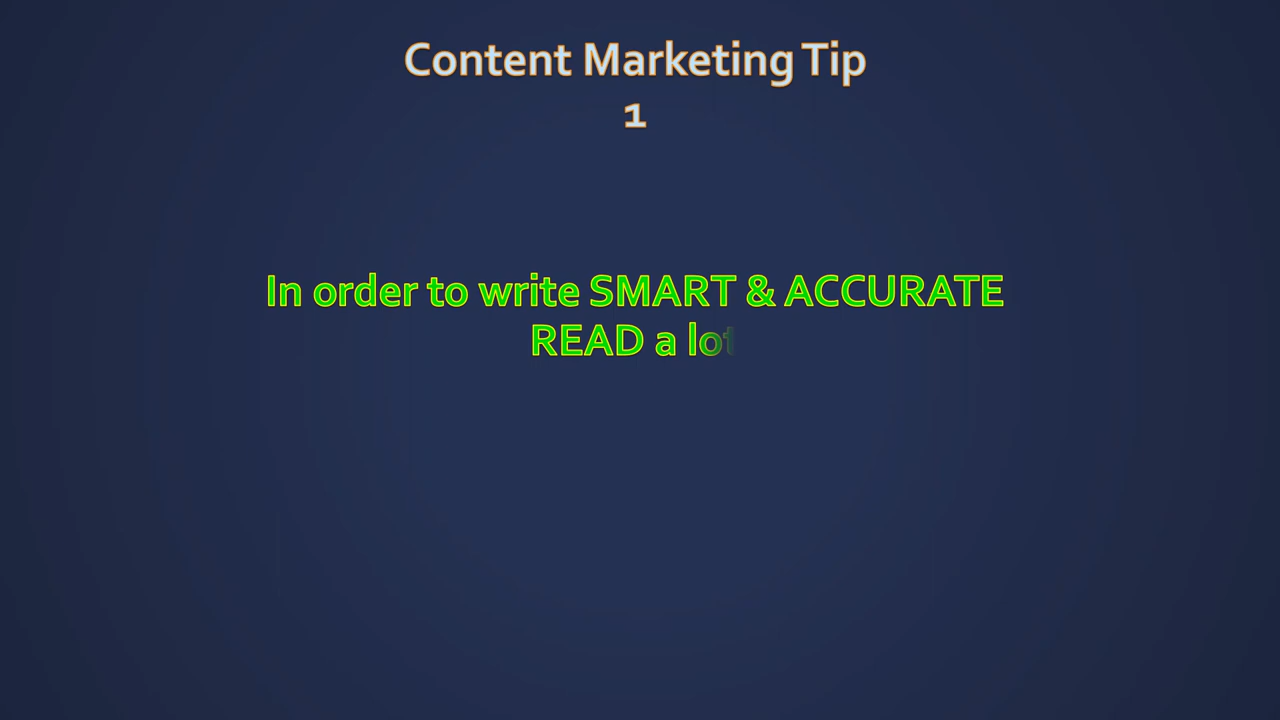 Content Marketing Tip
1
In order to write SMART & ACCURATE
READ a lot